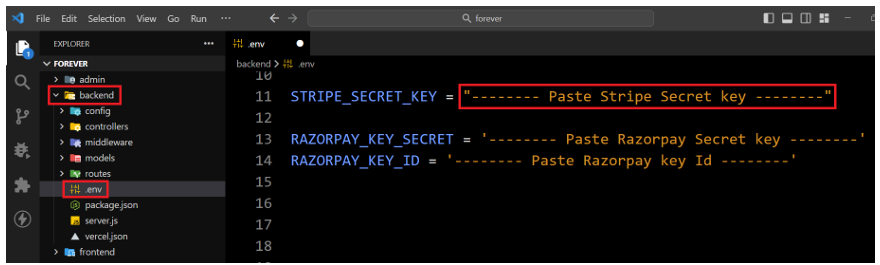 File Edit Selection View Go Run ··· forever
EXPLORER ··· .env
FOREVER backend > .env
admin
backend
config
controllers
middleware
models
routes
.env
package.json
server.js
vercel.json
frontend
10
11 STRIPE_SECRET_KEY = "-------- Paste Stripe Secret key --------"
12
13 RAZORPAY_KEY_SECRET = '-------- Paste Razorpay Secret key --------'
14 RAZORPAY_KEY_ID = '-------- Paste Razorpay key Id --------'
15
16
17
18